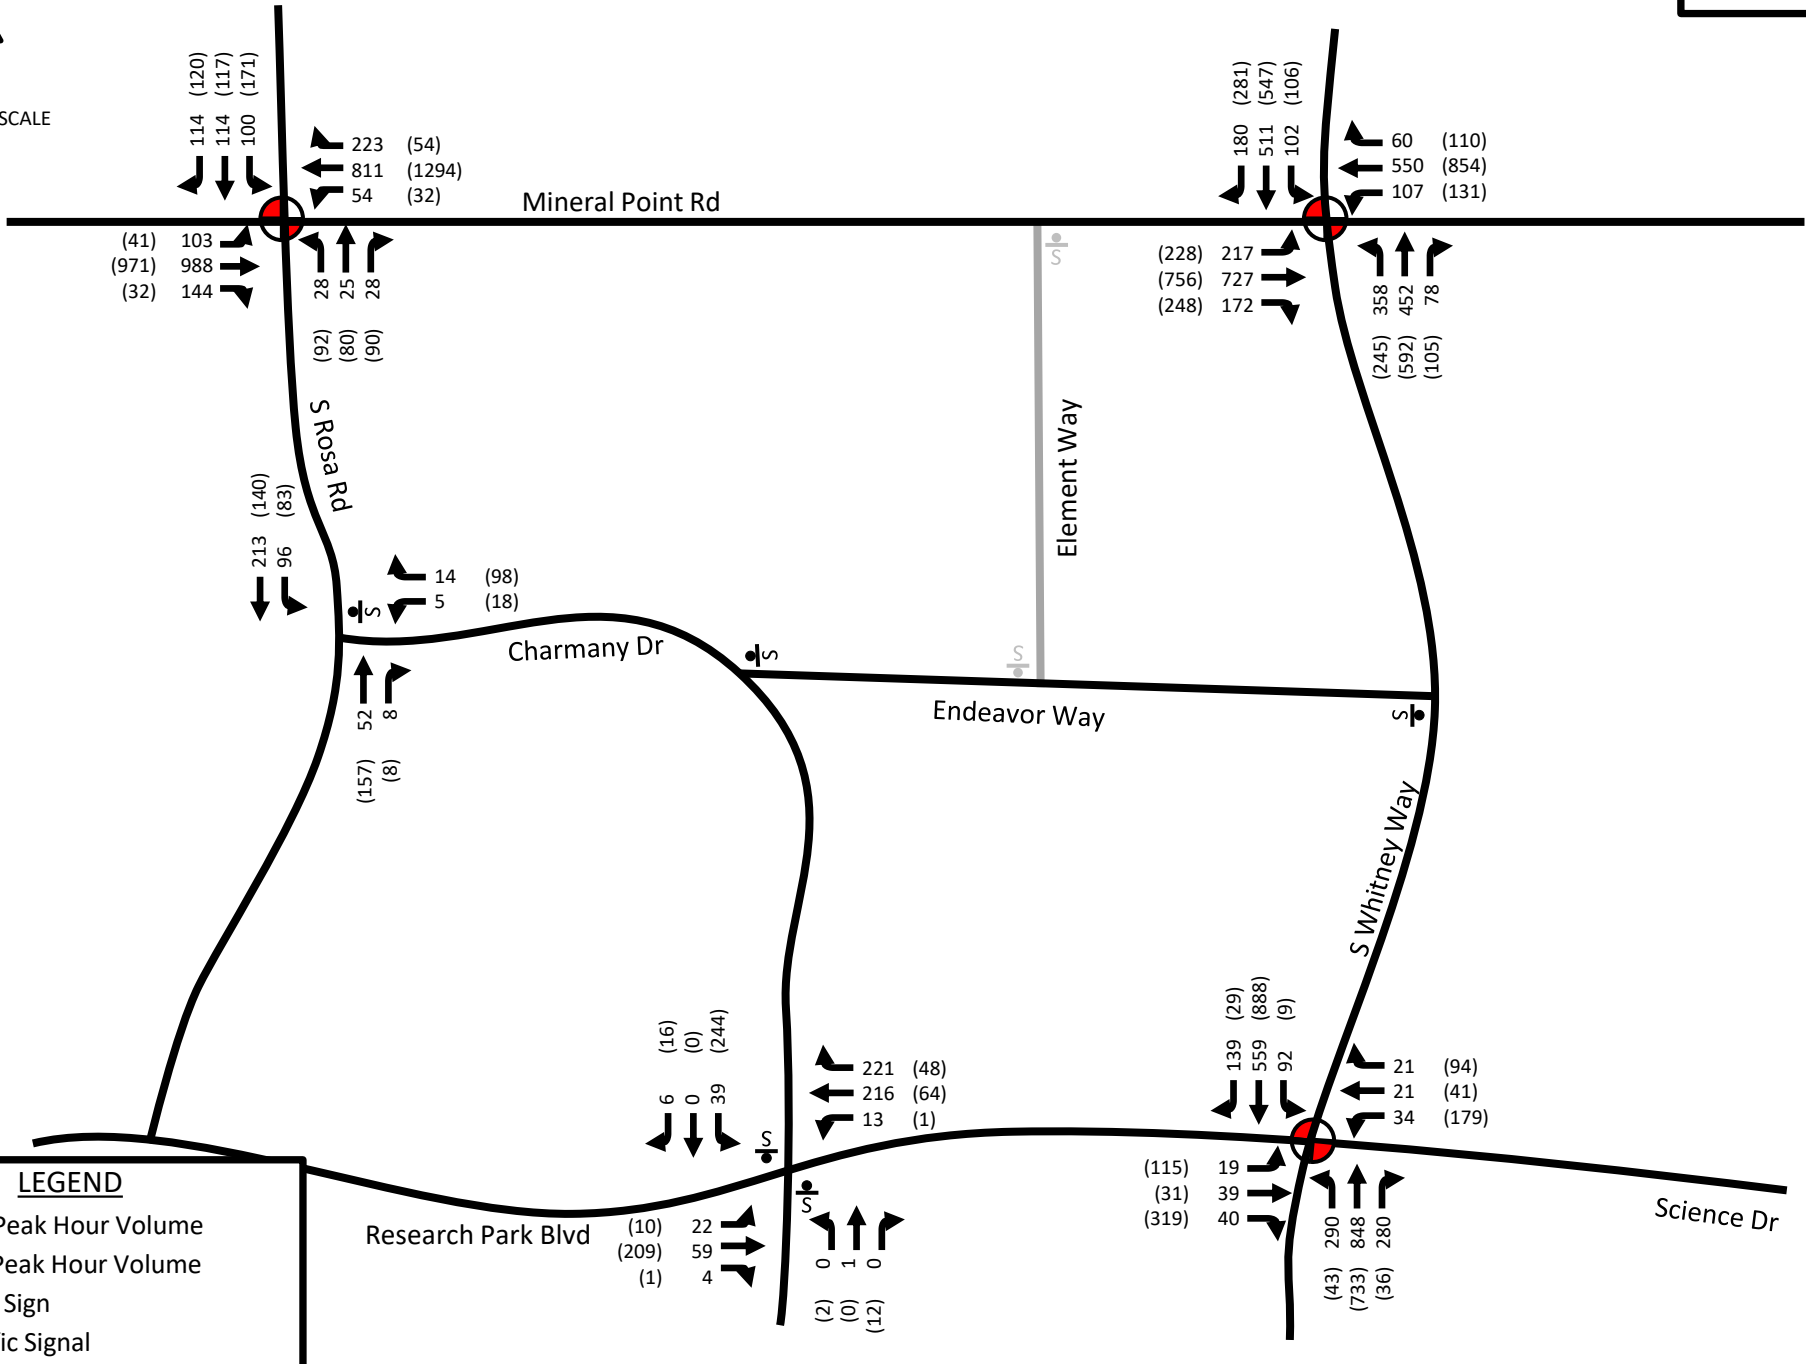 SCALE
114 (120)
114 (117)
100 (171)
223 (54)
811 (1294)
54 (32)
Mineral Point Rd
(41) 103
(971) 988
(32) 144
28 (92)
25 (80)
28 (90)
180 (281)
511 (547)
102 (106)
60 (110)
550 (854)
107 (131)
(228) 217
(756) 727
(248) 172
358 (245)
452 (592)
78 (105)
S
S Rosa Rd
Element Way
213 (140)
96 (83)
14 (98)
5 (18)
S
Charmany Dr
52 (157)
8 (8)
S
S
Endeavor Way
S
S Whitney Way
6 (16)
0 (0)
39 (244)
221 (48)
216 (64)
13 (1)
S
S
Research Park Blvd
(10) 22
(209) 59
(1) 4
0 (2)
1 (0)
0 (12)
139 (29)
559 (888)
92 (9)
21 (94)
21 (41)
34 (179)
(115) 19
(31) 39
(319) 40
290 (43)
848 (733)
280 (36)
Science Dr
LEGEND
Peak Hour Volume
Peak Hour Volume
Sign
ic Signal